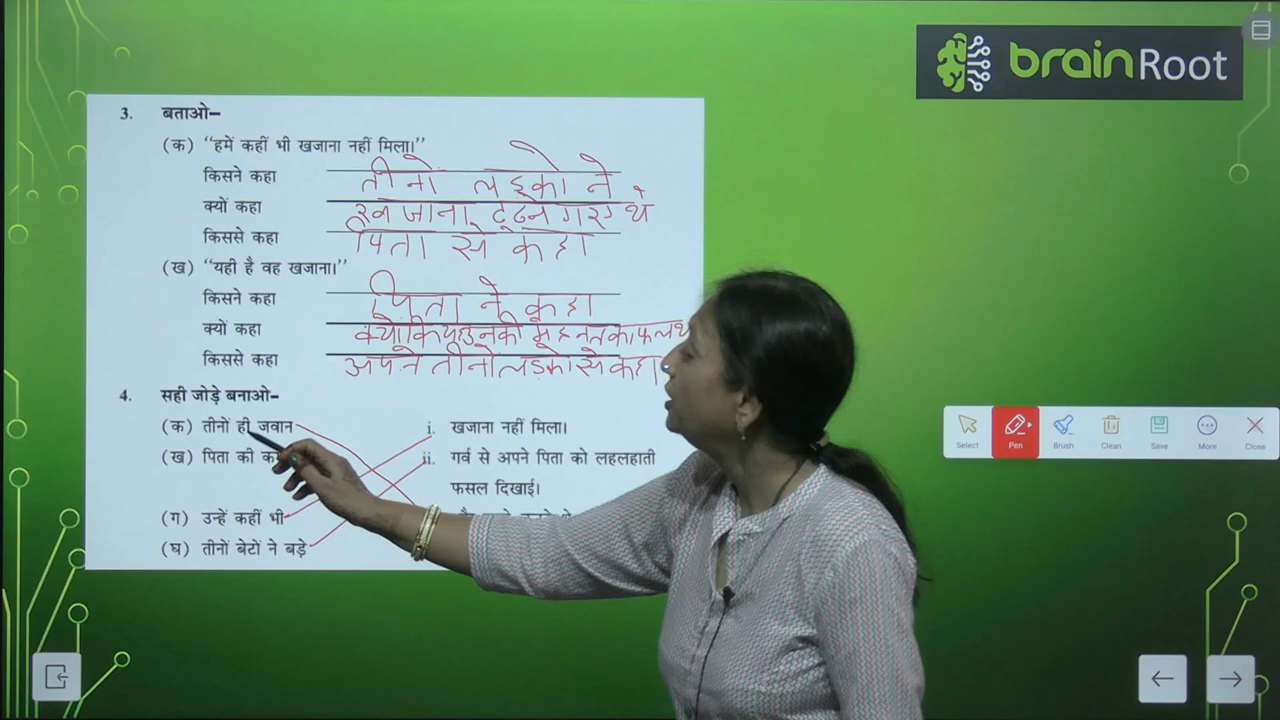 brainRoot
3. बताओ–
(क) “हमें कहीं भी खजाना नहीं मिला।”
किसने कहा तीनो लड़को ने
क्यों कहा खजाना ढूंढने गए थे
किससे कहा पिता से कहा
(ख) “यही है वह खजाना।”
किसने कहा पिता ने कहा
क्यों कहा क्योकि यह उनकी मेहनत का फल था
किससे कहा अपने तीनो लड़को से कहा
4. सही जोड़े बनाओ–
(क) तीनों ही जवान i. खजाना नहीं मिला।
(ख) पिता की ii. गर्व से अपने पिता को लहलहाती
फसल दिखाई।
(ग) उन्हें कहीं भी
(घ) तीनों बेटों ने बड़े
Select Pen Brush Clean Save More Close